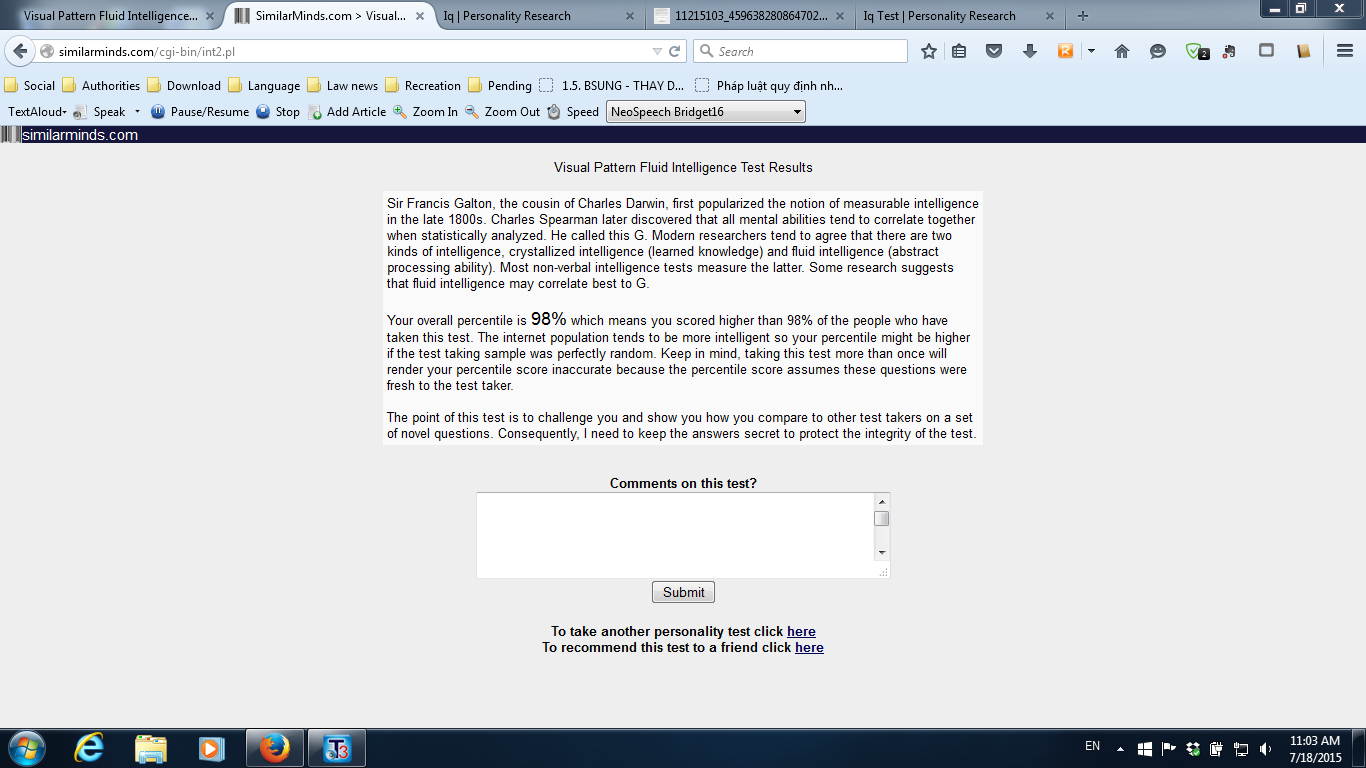 Visual Pattern Fluid Intelligence...
SimilarMinds.com > Visual...
Iq | Personality Research
11215103_459638280864702...
Iq Test | Personality Research
similarminds.com/cgi-bin/int2.pl
Search
2
Social
Authorities
Download
Language
Law news
Recreation
Pending
1.5. BSUNG - THAY D...
Pháp luật quy định nh...
TextAloud
Speak
Pause/Resume
Stop
Add Article
Zoom In
Zoom Out
Speed
NeoSpeech Bridget16
similarminds.com
Visual Pattern Fluid Intelligence Test Results
Sir Francis Galton, the cousin of Charles Darwin, first popularized the notion of measurable intelligence
in the late 1800s. Charles Spearman later discovered that all mental abilities tend to correlate together
when statistically analyzed. He called this G. Modern researchers tend to agree that there are two
kinds of intelligence, crystallized intelligence (learned knowledge) and fluid intelligence (abstract
processing ability). Most non-verbal intelligence tests measure the latter. Some research suggests
that fluid intelligence may correlate best to G.
Your overall percentile is 98% which means you scored higher than 98% of the people who have
taken this test. The internet population tends to be more intelligent so your percentile might be higher
if the test taking sample was perfectly random. Keep in mind, taking this test more than once will
render your percentile score inaccurate because the percentile score assumes these questions were
fresh to the test taker.
The point of this test is to challenge you and show you how you compare to other test takers on a set
of novel questions. Consequently, I need to keep the answers secret to protect the integrity of the test.
Comments on this test?
Submit
To take another personality test click here
To recommend this test to a friend click here
T3
EN
11:03 AM
7/18/2015